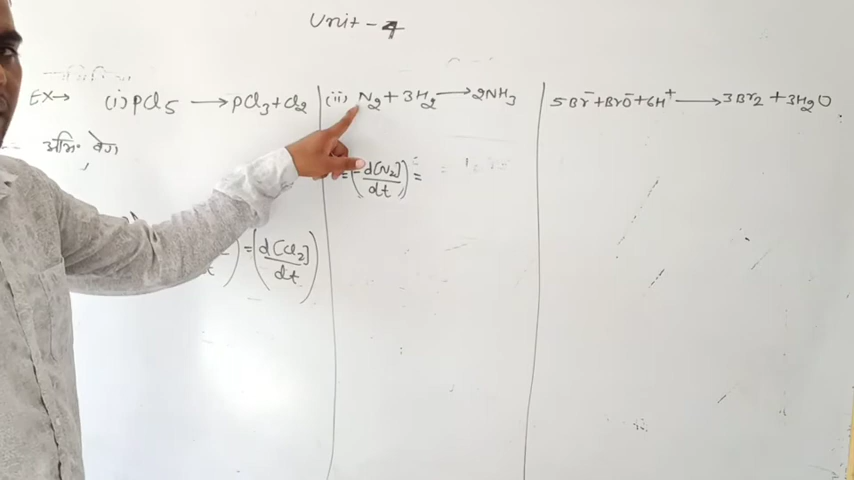 Unit - 4
Ex→ (i) PCl5 → PCl3 + Cl2
अभि. वेग
= (d[Cl2]/dt)
(ii) N2 + 3H2 → 2NH3
= (-d[N2]/dt) =
5Br⁻ + BrO⁻ + 6H⁺ → 3Br2 + 3H2O